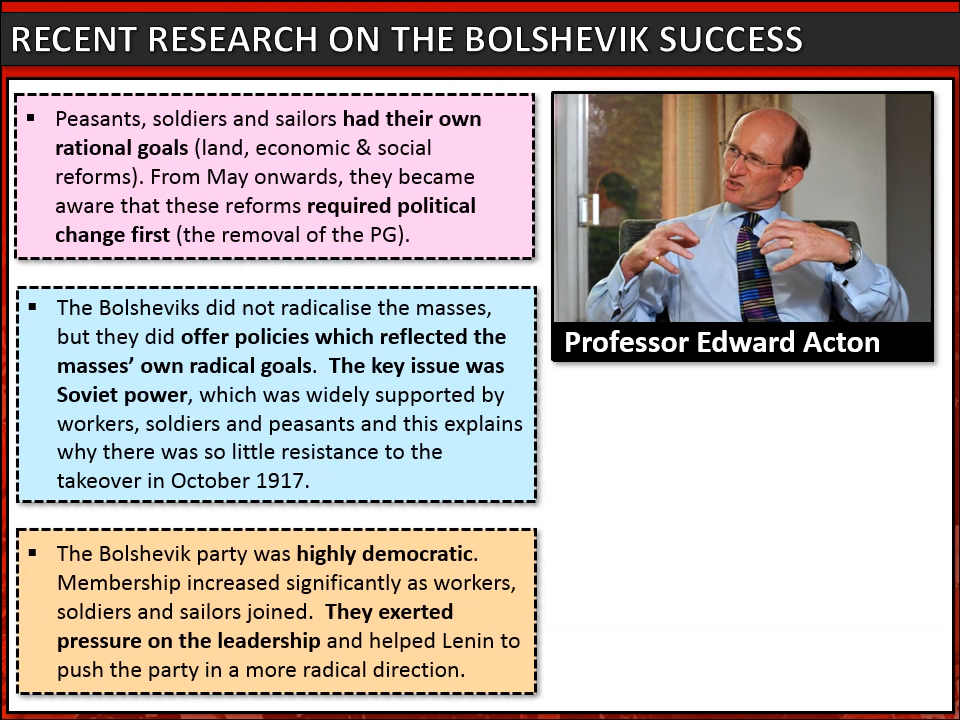 RECENT RESEARCH ON THE BOLSHEVIK SUCCESS
▪ Peasants, soldiers and sailors had their own
rational goals (land, economic & social
reforms). From May onwards, they became
aware that these reforms required political
change first (the removal of the PG).
Professor Edward Acton
▪ The Bolsheviks did not radicalise the masses,
but they did offer policies which reflected the
masses’ own radical goals. The key issue was
Soviet power, which was widely supported by
workers, soldiers and peasants and this explains
why there was so little resistance to the
takeover in October 1917.
▪ The Bolshevik party was highly democratic.
Membership increased significantly as workers,
soldiers and sailors joined. They exerted
pressure on the leadership and helped Lenin to
push the party in a more radical direction.